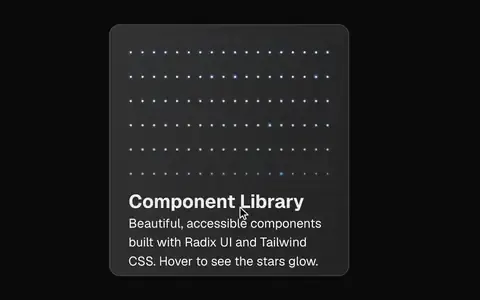 Component Library
Beautiful, accessible components
built with Radix UI and Tailwind
CSS. Hover to see the stars glow.